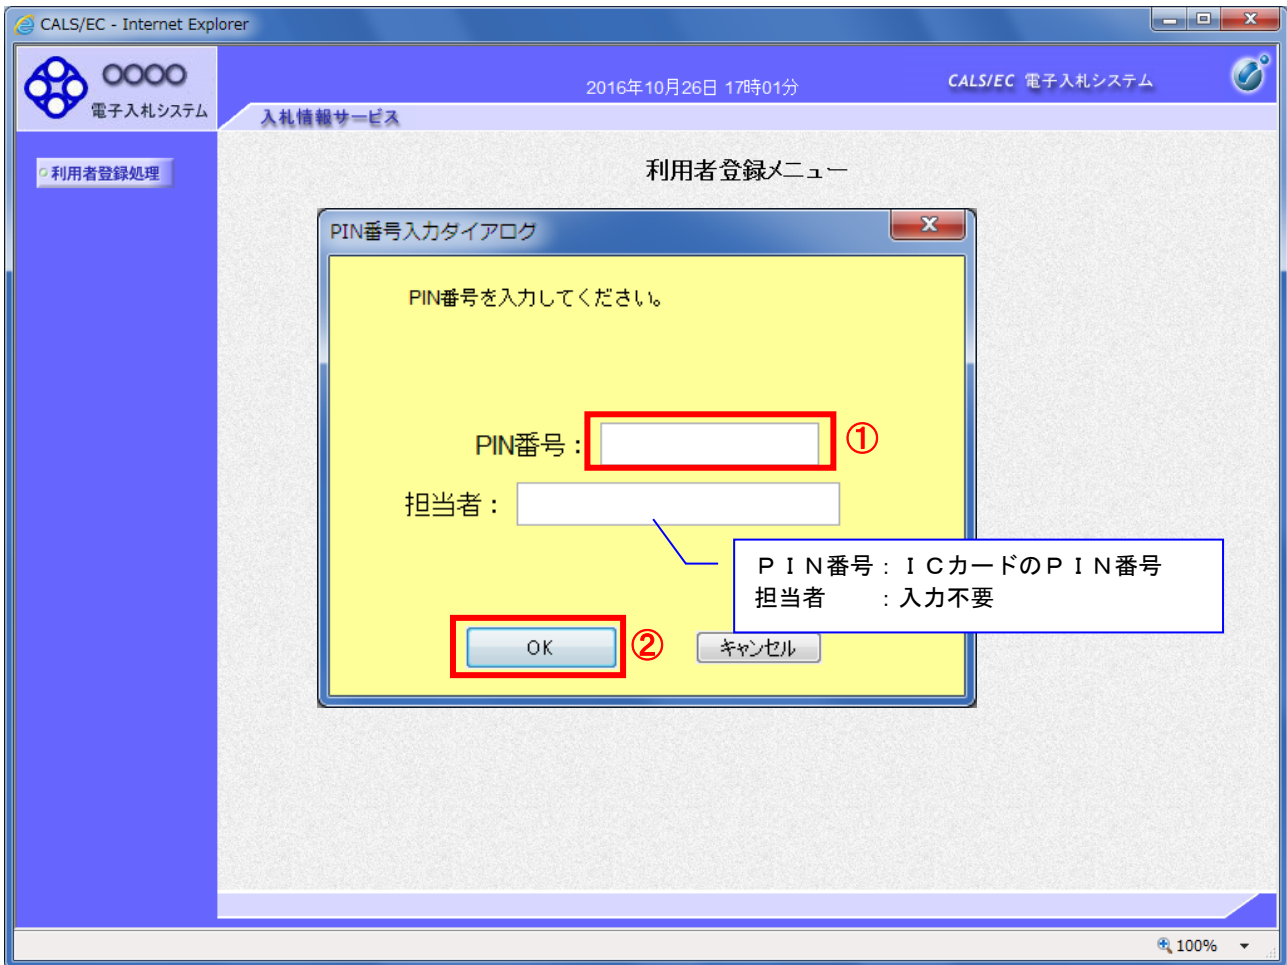 CALS/EC - Internet Explorer
○○○○
電子入札システム
2016年10月26日 17時01分
CALS/EC 電子入札システム
入札情報サービス
利用者登録処理
利用者登録メニュー
PIN番号入力ダイアログ
PIN番号を入力してください。
PIN番号：
①
担当者：
ＰＩＮ番号：ＩＣカードのＰＩＮ番号
担当者　　：入力不要
OK
②
キャンセル
100%